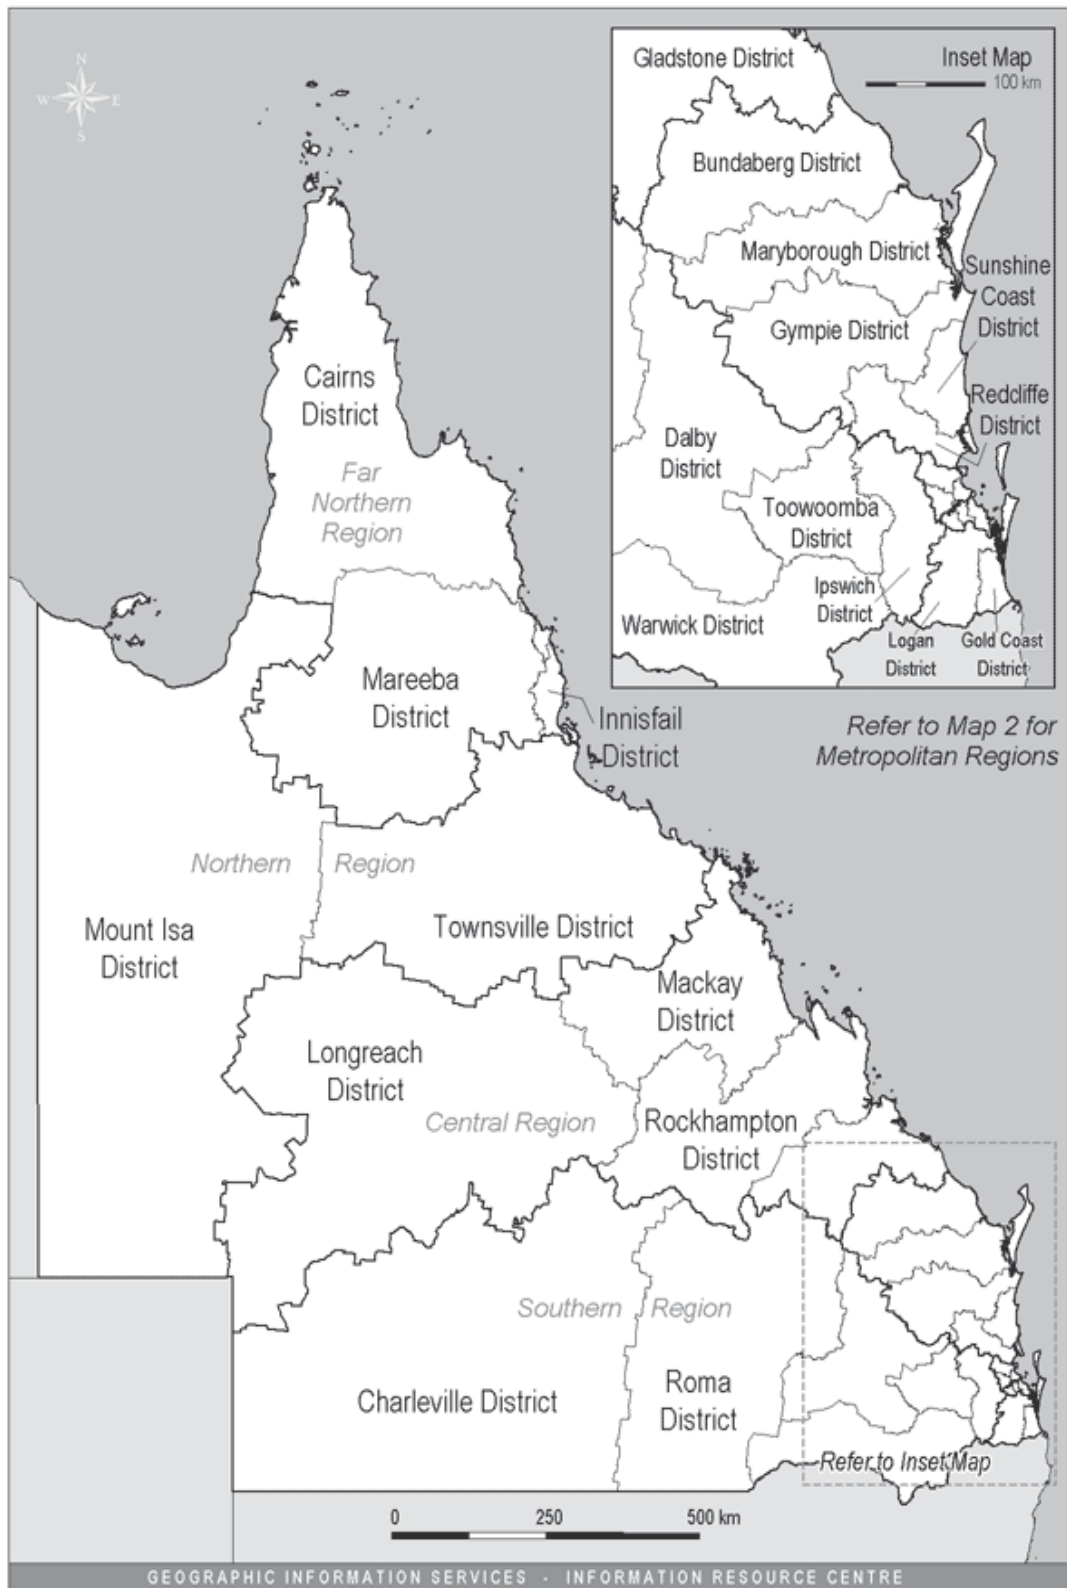 N
W E
S
Gladstone District
Inset Map
100 km
Bundaberg District
Maryborough District
Sunshine
Coast
District
Gympie District
Redcliffe
District
Dalby
District
Toowoomba
District
Ipswich
District
Warwick District
Logan
District
Gold Coast
District
Refer to Map 2 for
Metropolitan Regions
Cairns
District
Far
Northern
Region
Mareeba
District
Innisfail
District
Northern Region
Mount Isa
District
Townsville District
Mackay
District
Longreach
District
Central Region
Rockhampton
District
Southern Region
Charleville District
Roma
District
Refer to Inset Map
0 250 500 km
GEOGRAPHIC INFORMATION SERVICES - INFORMATION RESOURCE CENTRE